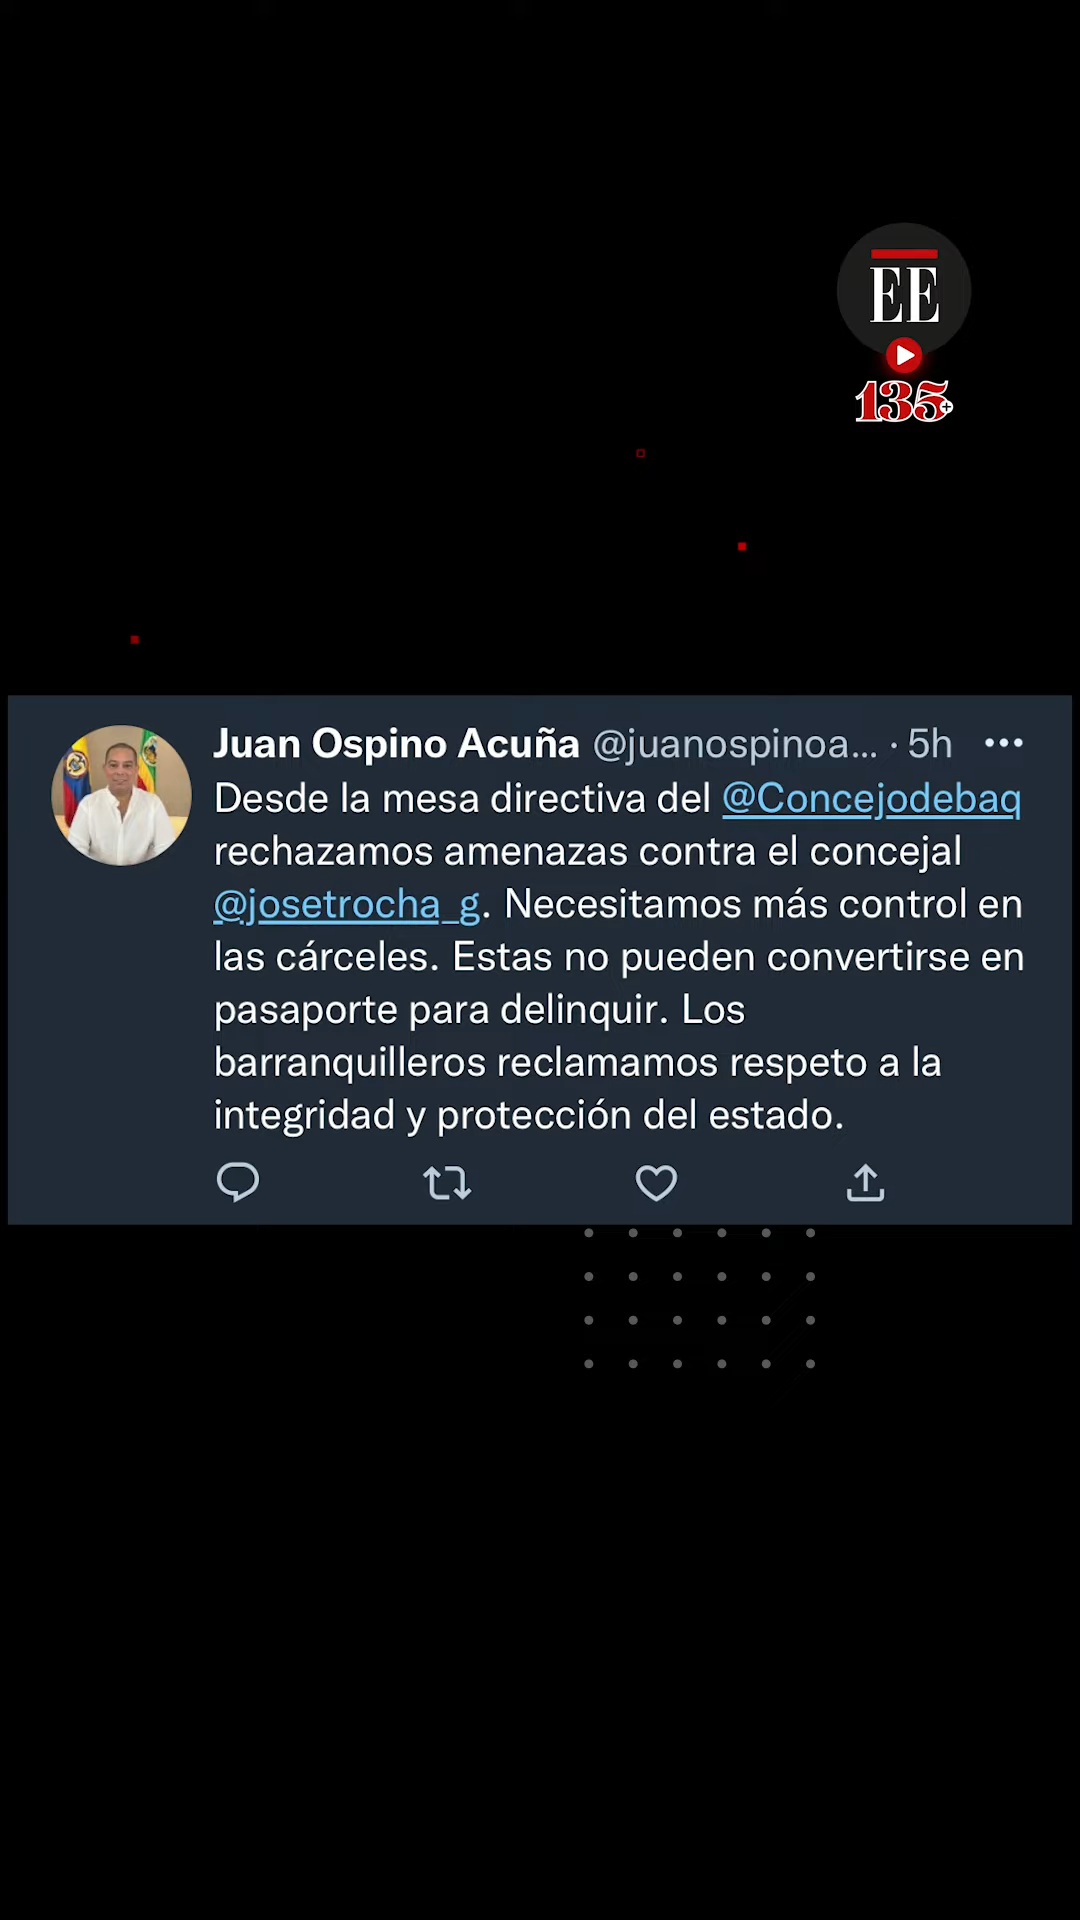 EE
135+
Juan Ospino Acuña @juanospinoa... · 5h
Desde la mesa directiva del @Concejodebaq
rechazamos amenazas contra el concejal
@josetrocha_g. Necesitamos más control en
las cárceles. Estas no pueden convertirse en
pasaporte para delinquir. Los
barranquilleros reclamamos respeto a la
integridad y protección del estado.